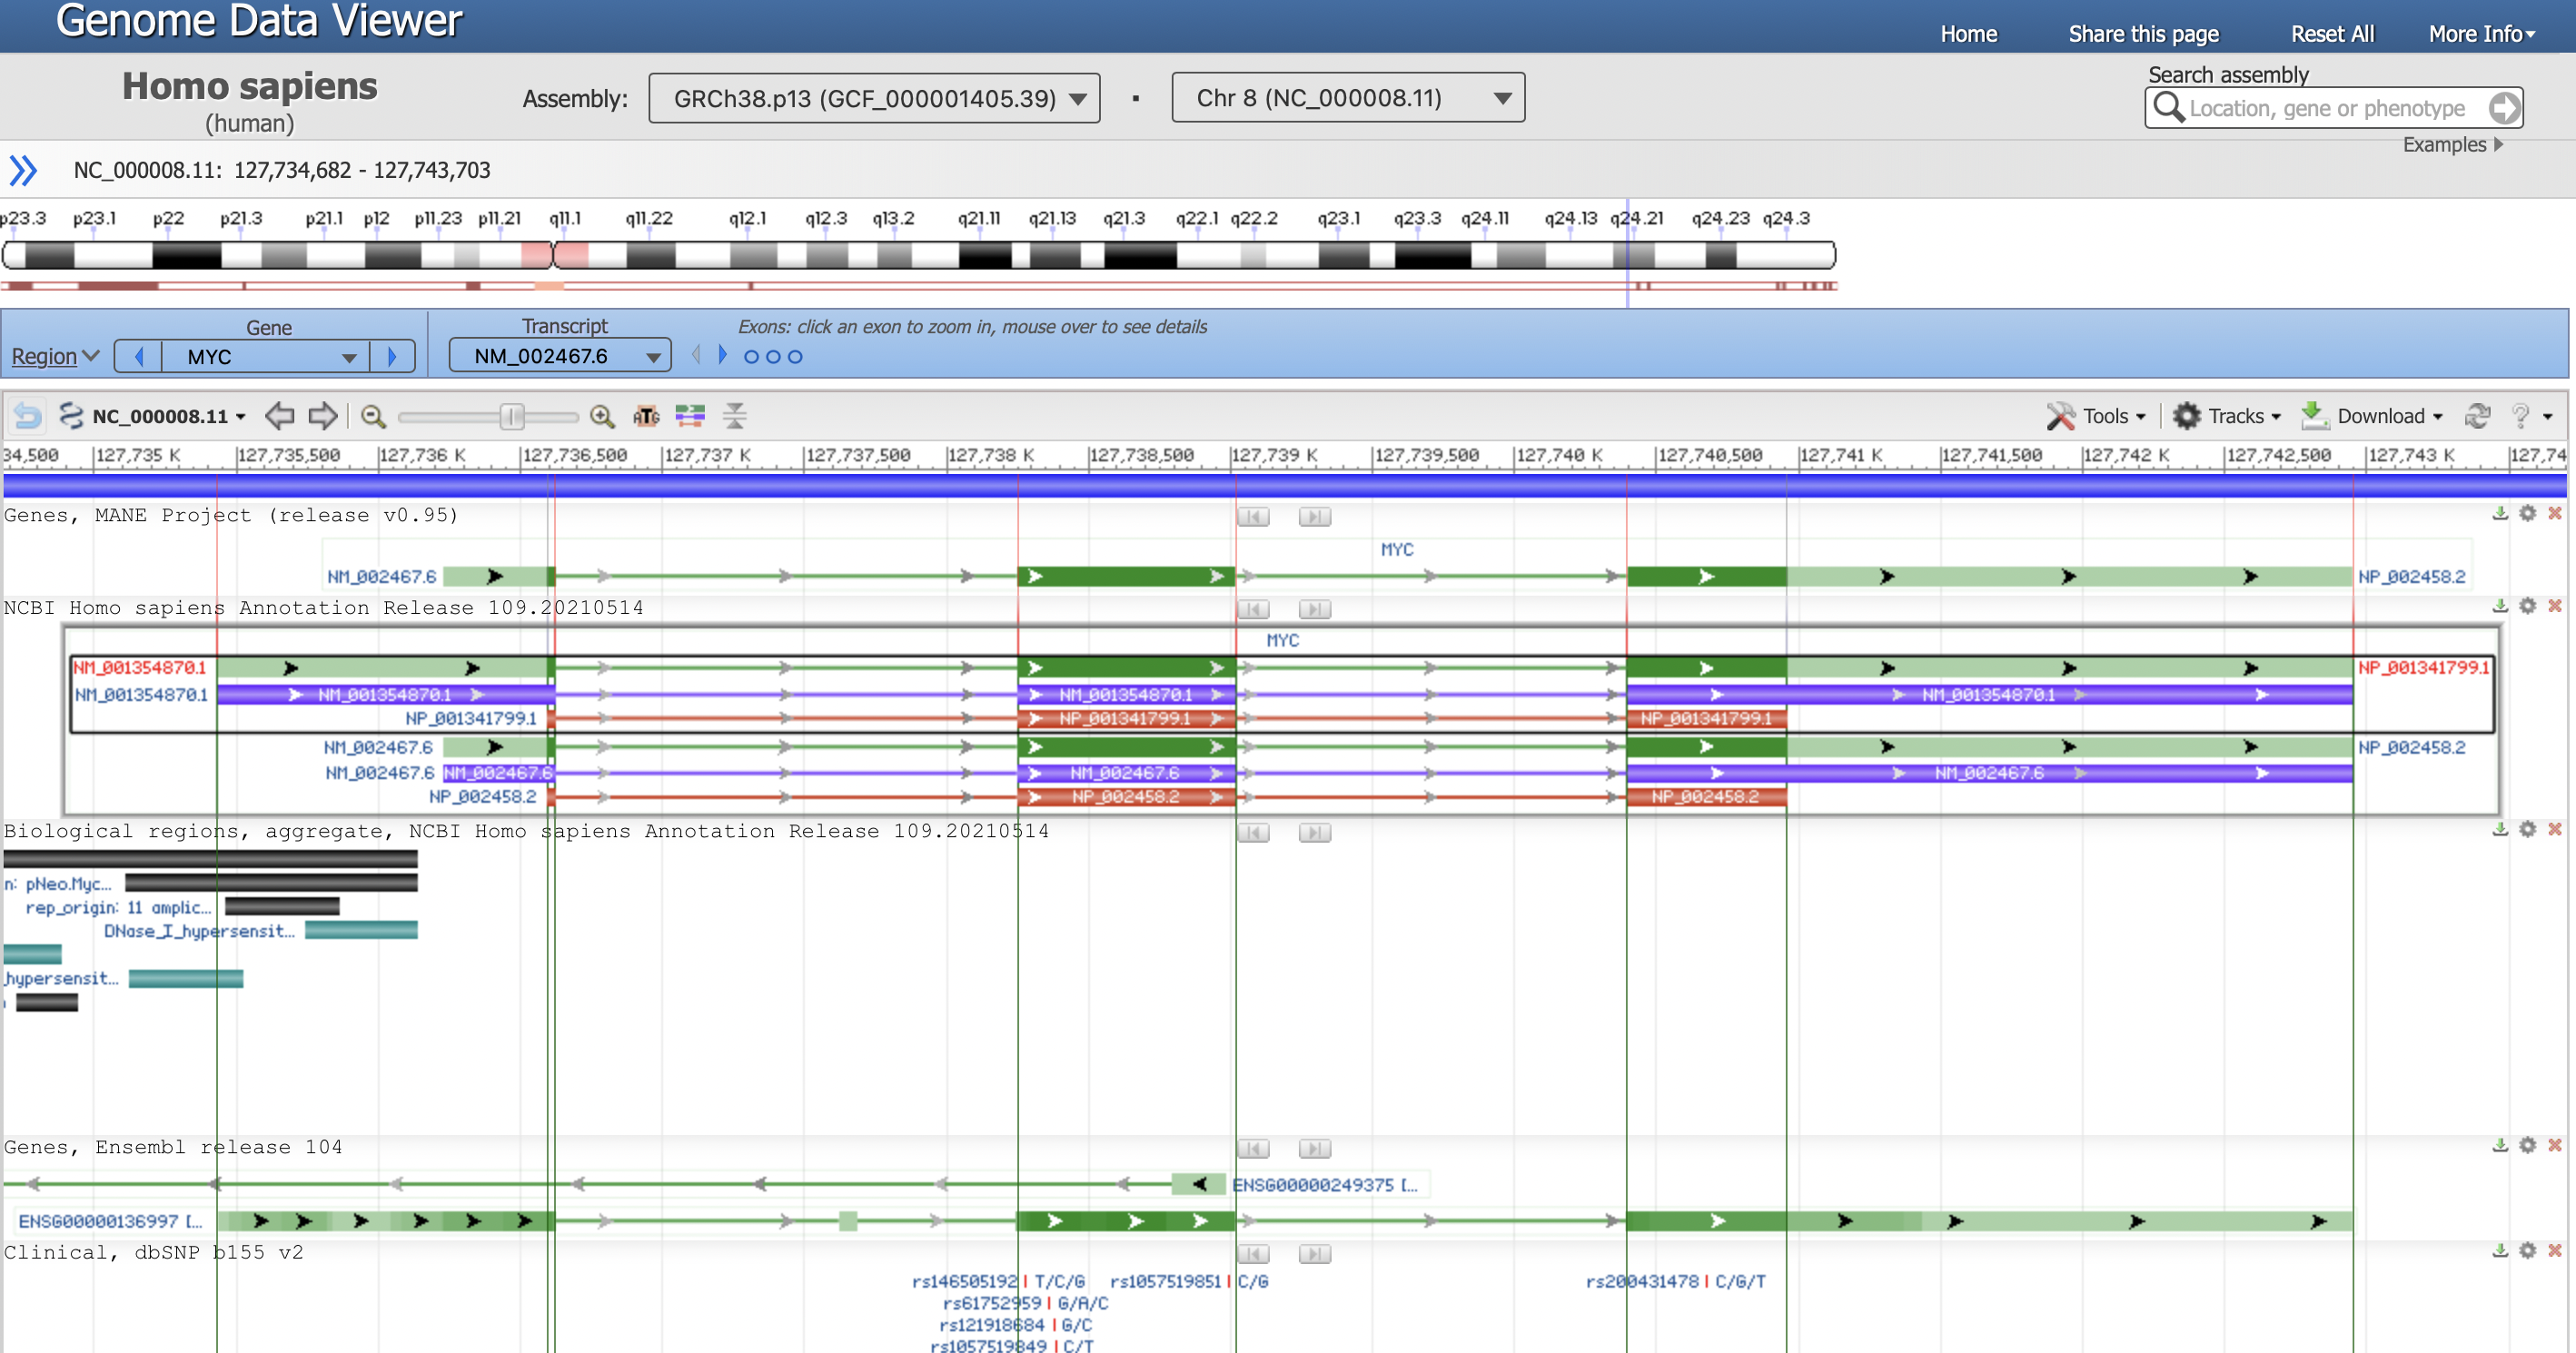 Genome Data Viewer
Home Share this page Reset All More Info
Homo sapiens
(human)
Assembly: GRCh38.p13 (GCF_000001405.39) · Chr 8 (NC_000008.11)
Search assembly
Location, gene or phenotype
Examples
NC_000008.11: 127,734,682 - 127,743,703
p23.3 p23.1 p22 p21.3 p21.1 p12 p11.23 p11.21 q11.1 q11.22 q12.1 q12.3 q13.2 q21.11 q21.13 q21.3 q22.1 q22.2 q23.1 q23.3 q24.11 q24.13 q24.21 q24.23 q24.3
Gene Transcript Exons: click an exon to zoom in, mouse over to see details
Region MYC NM_002467.6
NC_000008.11 ATG Tools Tracks Download ?
34,500 127,735 K 127,735,500 127,736 K 127,736,500 127,737 K 127,737,500 127,738 K 127,738,500 127,739 K 127,739,500 127,740 K 127,740,500 127,741 K 127,741,500 127,742 K 127,742,500 127,743 K 127,74
Genes, MANE Project (release v0.95)
MYC
NM_002467.6 NP_002458.2
NCBI Homo sapiens Annotation Release 109.20210514
MYC
NM_001354870.1 NP_001341799.1
NM_001354870.1 NM_001354870.1 NM_001354870.1 NM_001354870.1
NP_001341799.1 NP_001341799.1 NP_001341799.1
NM_002467.6 NP_002458.2
NM_002467.6 NM_002467.6 NM_002467.6 NM_002467.6
NP_002458.2 NP_002458.2 NP_002458.2
Biological regions, aggregate, NCBI Homo sapiens Annotation Release 109.20210514
n: pNeo.Myc...
rep_origin: 11 amplic...
DNase_I_hypersensit...
_hypersensit...
Genes, Ensembl release 104
ENSG00000249375 [...
ENSG00000136997 [...
Clinical, dbSNP b155 v2
rs146505192 T/C/G rs1057519851 C/G rs200431478 C/G/T
rs61752959 G/A/C
rs121918684 G/C
rs1057519849 C/T